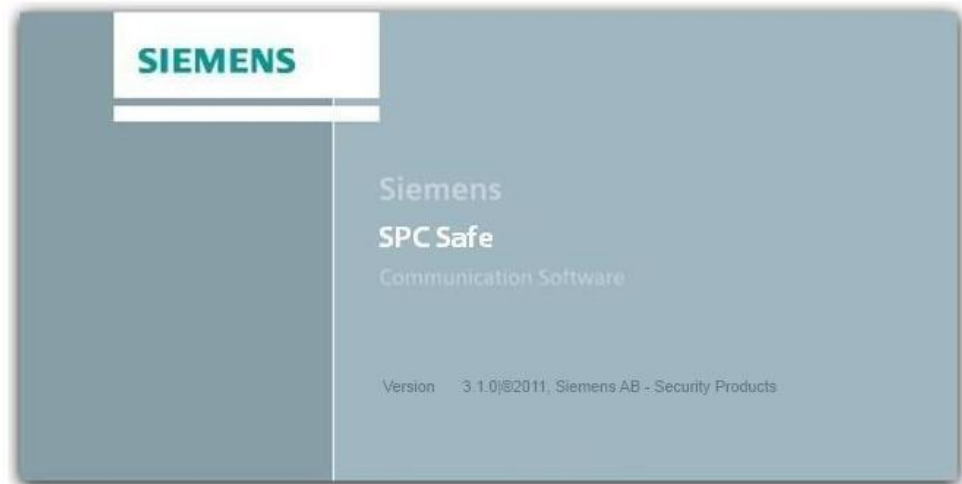 SIEMENS
Siemens
SPC Safe
Communication Software
Version 3.1.0|©2011, Siemens AB - Security Products